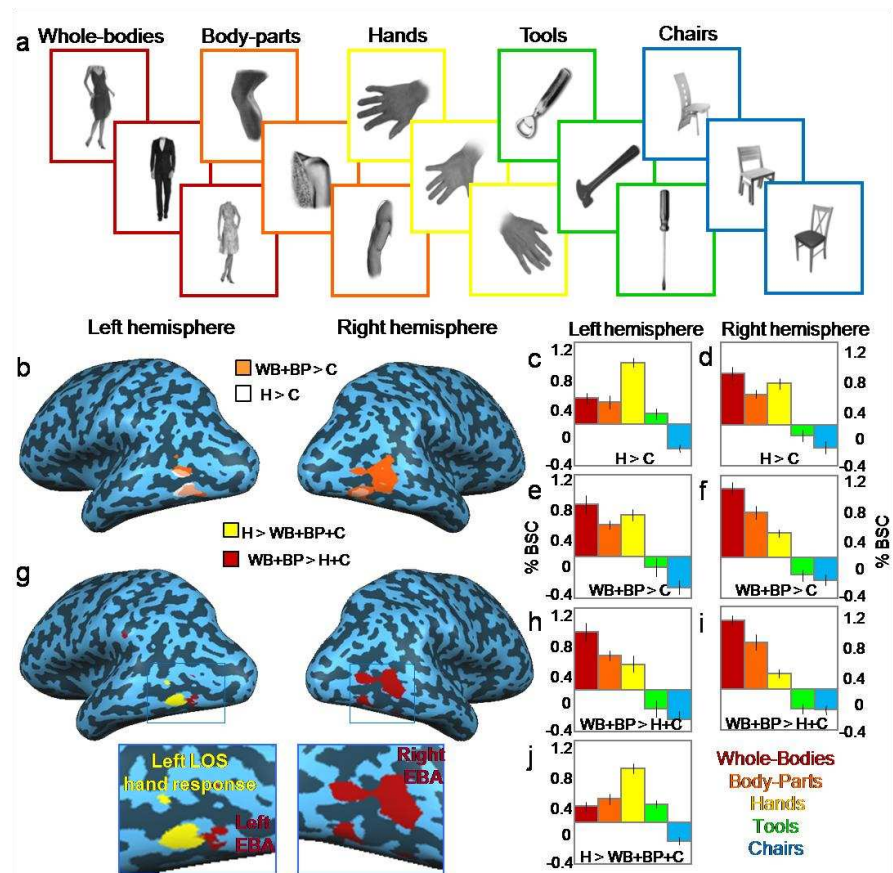 a
Whole-bodies Body-parts Hands Tools Chairs
Left hemisphere Right hemisphere
b
WB+BP > C
H > C
g
H > WB+BP+C
WB+BP > H+C
Left LOS
hand response
Left
EBA
Right
EBA
Left hemisphere Right hemisphere
c
1.2
0.8
0.4
0
-0.4
H > C
d
1.2
0.8
0.4
0
-0.4
H > C
% BSC
e
1.2
0.8
0.4
0
-0.4
WB+BP > C
f
1.2
0.8
0.4
0
-0.4
WB+BP > C
% BSC
h
1.2
0.8
0.4
0
-0.4
WB+BP > H+C
i
1.2
0.8
0.4
0
-0.4
WB+BP > H+C
j
1.2
0.8
0.4
0
-0.4
H > WB+BP+C
Whole-Bodies
Body-Parts
Hands
Tools
Chairs